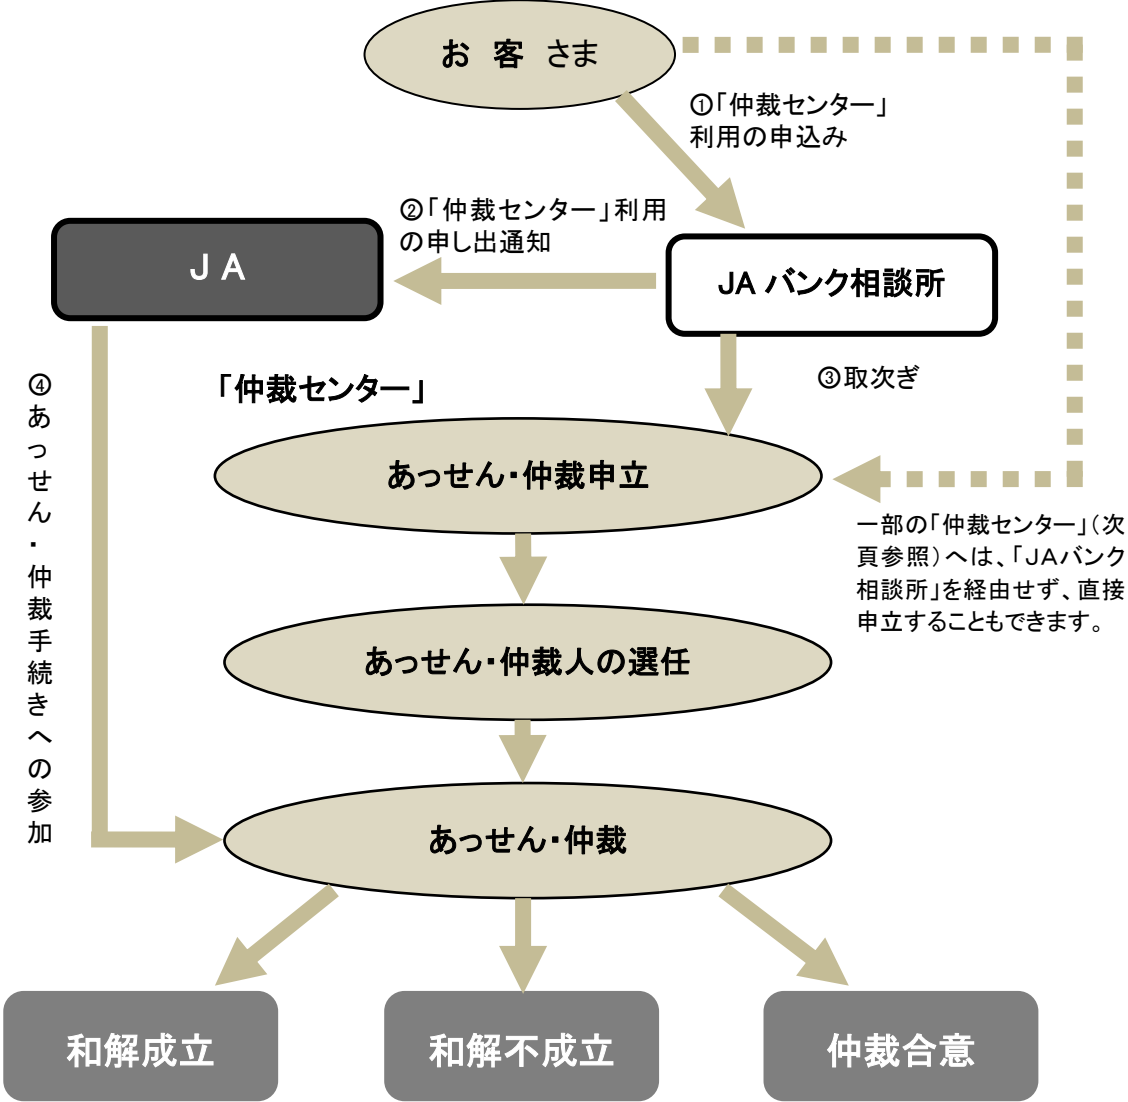 お 客 さま
①「仲裁センター」
利用の申込み
②「仲裁センター」利用
の申し出通知
JA
JA バンク相談所
③取次ぎ
④あっせん・仲裁手続きへの参加
「仲裁センター」
あっせん・仲裁申立
一部の「仲裁センター」(次
頁参照)へは、「JAバンク
相談所」を経由せず、直接
申立することもできます。
あっせん・仲裁人の選任
あっせん・仲裁
和解成立
和解不成立
仲裁合意